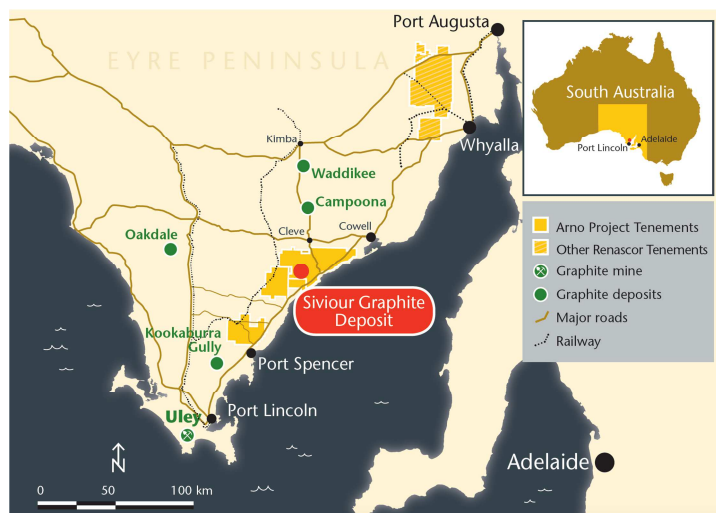 Port Augusta
EYRE PENINSULA
South Australia
Adelaide
Port Lincoln
Kimba
Whyalla
Waddikee
Campoona
Oakdale
Cleve
Cowell
Arno Project Tenements
Other Renascor Tenements
Graphite mine
Graphite deposits
Major roads
Railway
Siviour Graphite
Deposit
Kookaburra
Gully
Port Spencer
Uley
Port Lincoln
Adelaide
N
0 50 100 km